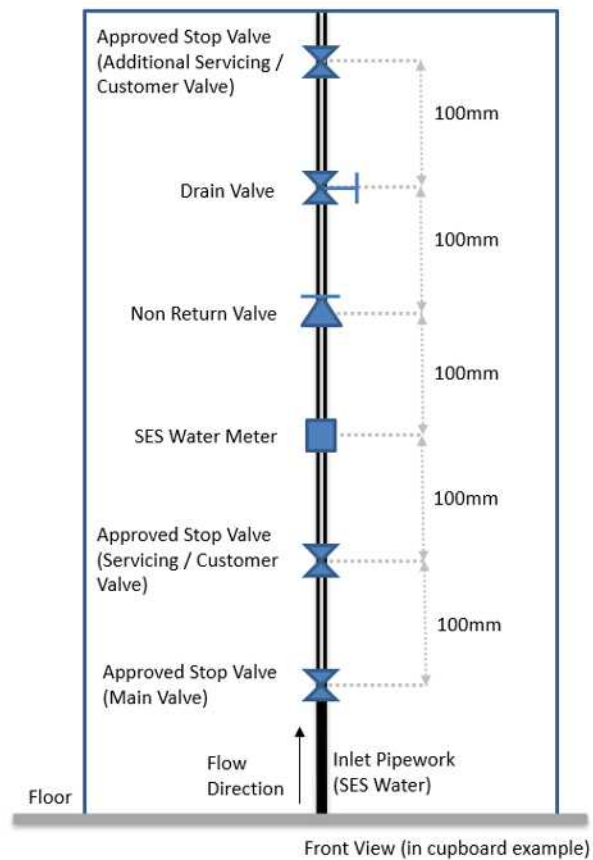 Approved Stop Valve
(Additional Servicing /
Customer Valve)
100mm
Drain Valve
100mm
Non Return Valve
100mm
SES Water Meter
100mm
Approved Stop Valve
(Servicing / Customer
Valve)
100mm
Approved Stop Valve
(Main Valve)
Flow
Direction
Inlet Pipework
(SES Water)
Floor
Front View (in cupboard example)